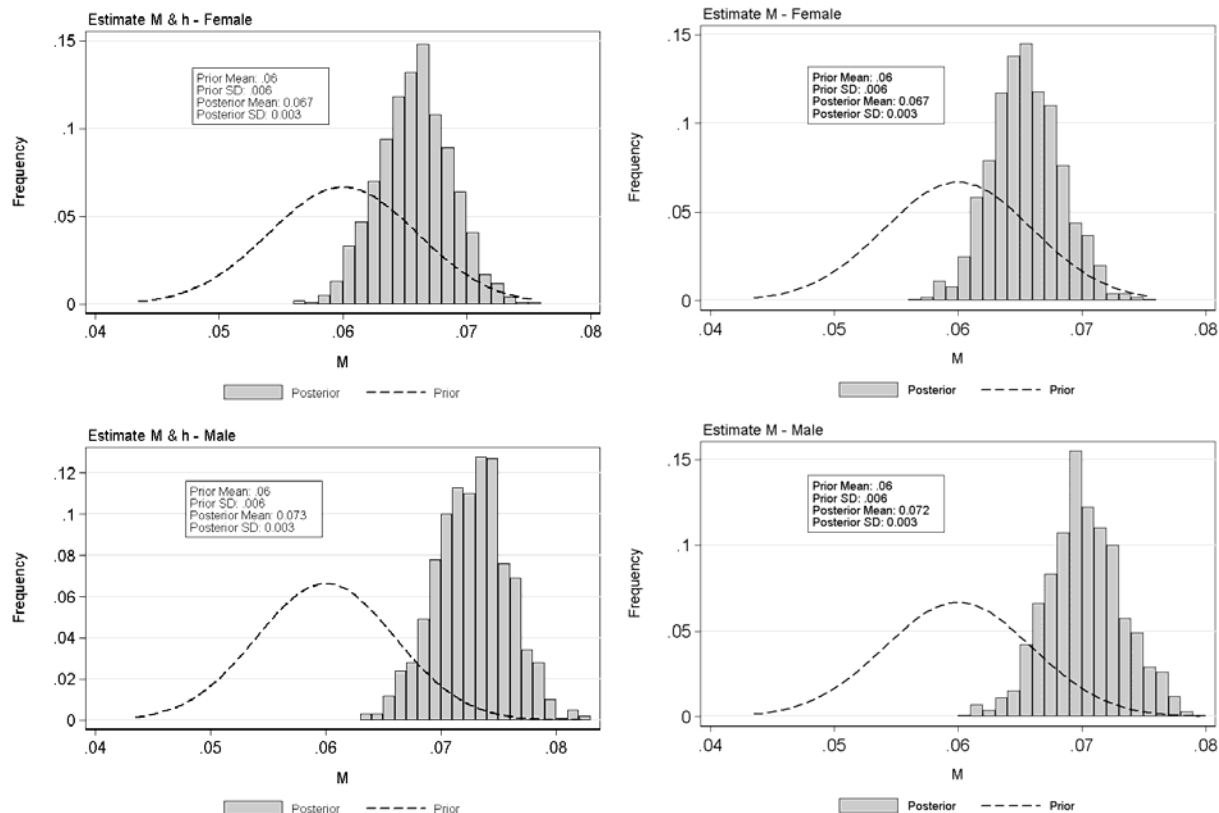 Estimate M & h - Female
.15
.1
.05
0
Frequency
Prior Mean: .06
Prior SD: .006
Posterior Mean: 0.067
Posterior SD: 0.003
.04 .05 .06 .07 .08
M
Posterior Prior
Estimate M - Female
.15
.1
.05
0
Frequency
Prior Mean: .06
Prior SD: .006
Posterior Mean: 0.067
Posterior SD: 0.003
.04 .05 .06 .07 .08
M
Posterior Prior
Estimate M & h - Male
.12
.1
.08
.06
.04
.02
0
Frequency
Prior Mean: .06
Prior SD: .006
Posterior Mean: 0.073
Posterior SD: 0.003
.04 .05 .06 .07 .08
M
Posterior Prior
Estimate M - Male
.15
.1
.05
0
Frequency
Prior Mean: .06
Prior SD: .006
Posterior Mean: 0.072
Posterior SD: 0.003
.04 .05 .06 .07 .08
M
Posterior Prior